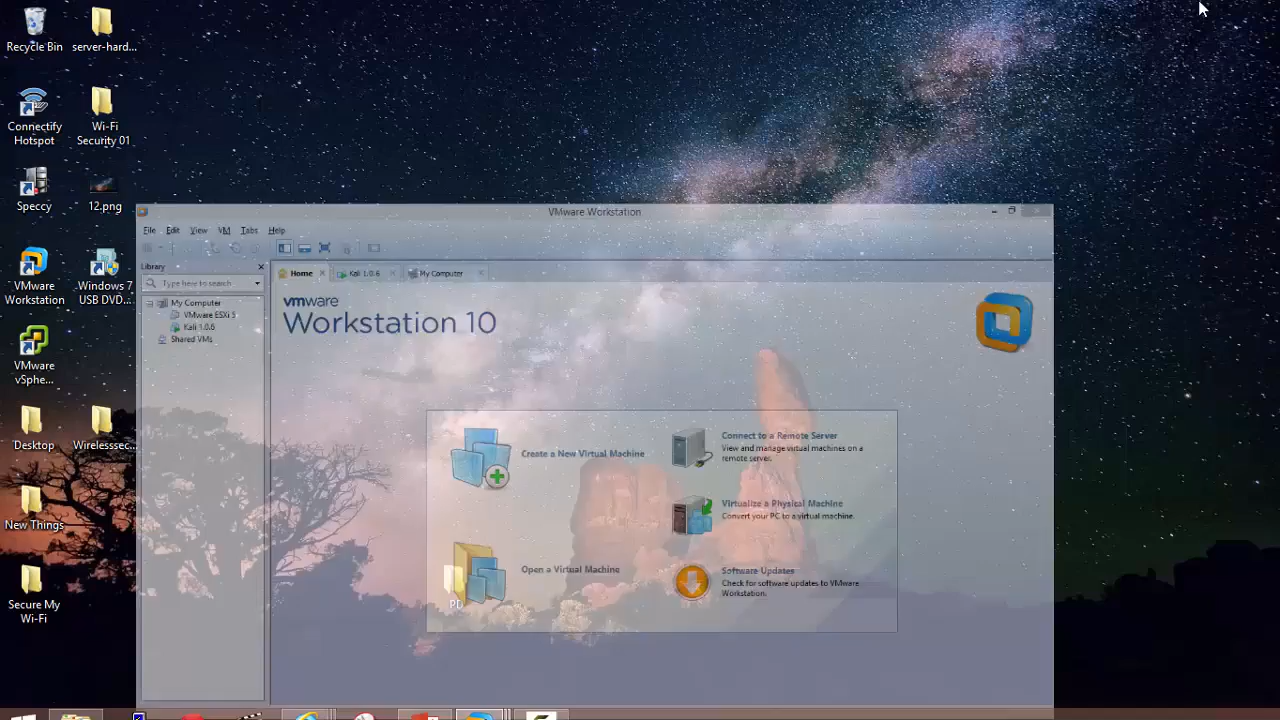 Recycle Bin
server-hard...
Connectify
Hotspot
Wi-Fi
Security 01
Speccy
12.png
VMware
Workstation
Windows 7
USB DVD...
VMware
vSphe...
Desktop
Wirelesssec...
New Things
Secure My
Wi-Fi
VMware Workstation
File Edit View VM Tabs Help
Library
Type here to search
My Computer
VMware ESXi 5
Kali 1.0.6
Shared VMs
Home
Kali 1.0.6
My Computer
vmware
Workstation 10
Create a New Virtual Machine
Open a Virtual Machine
Connect to a Remote Server
View and manage virtual machines on a
remote server.
Virtualize a Physical Machine
Convert your PC to a virtual machine.
Software Updates
Check for software updates to VMware
Workstation.